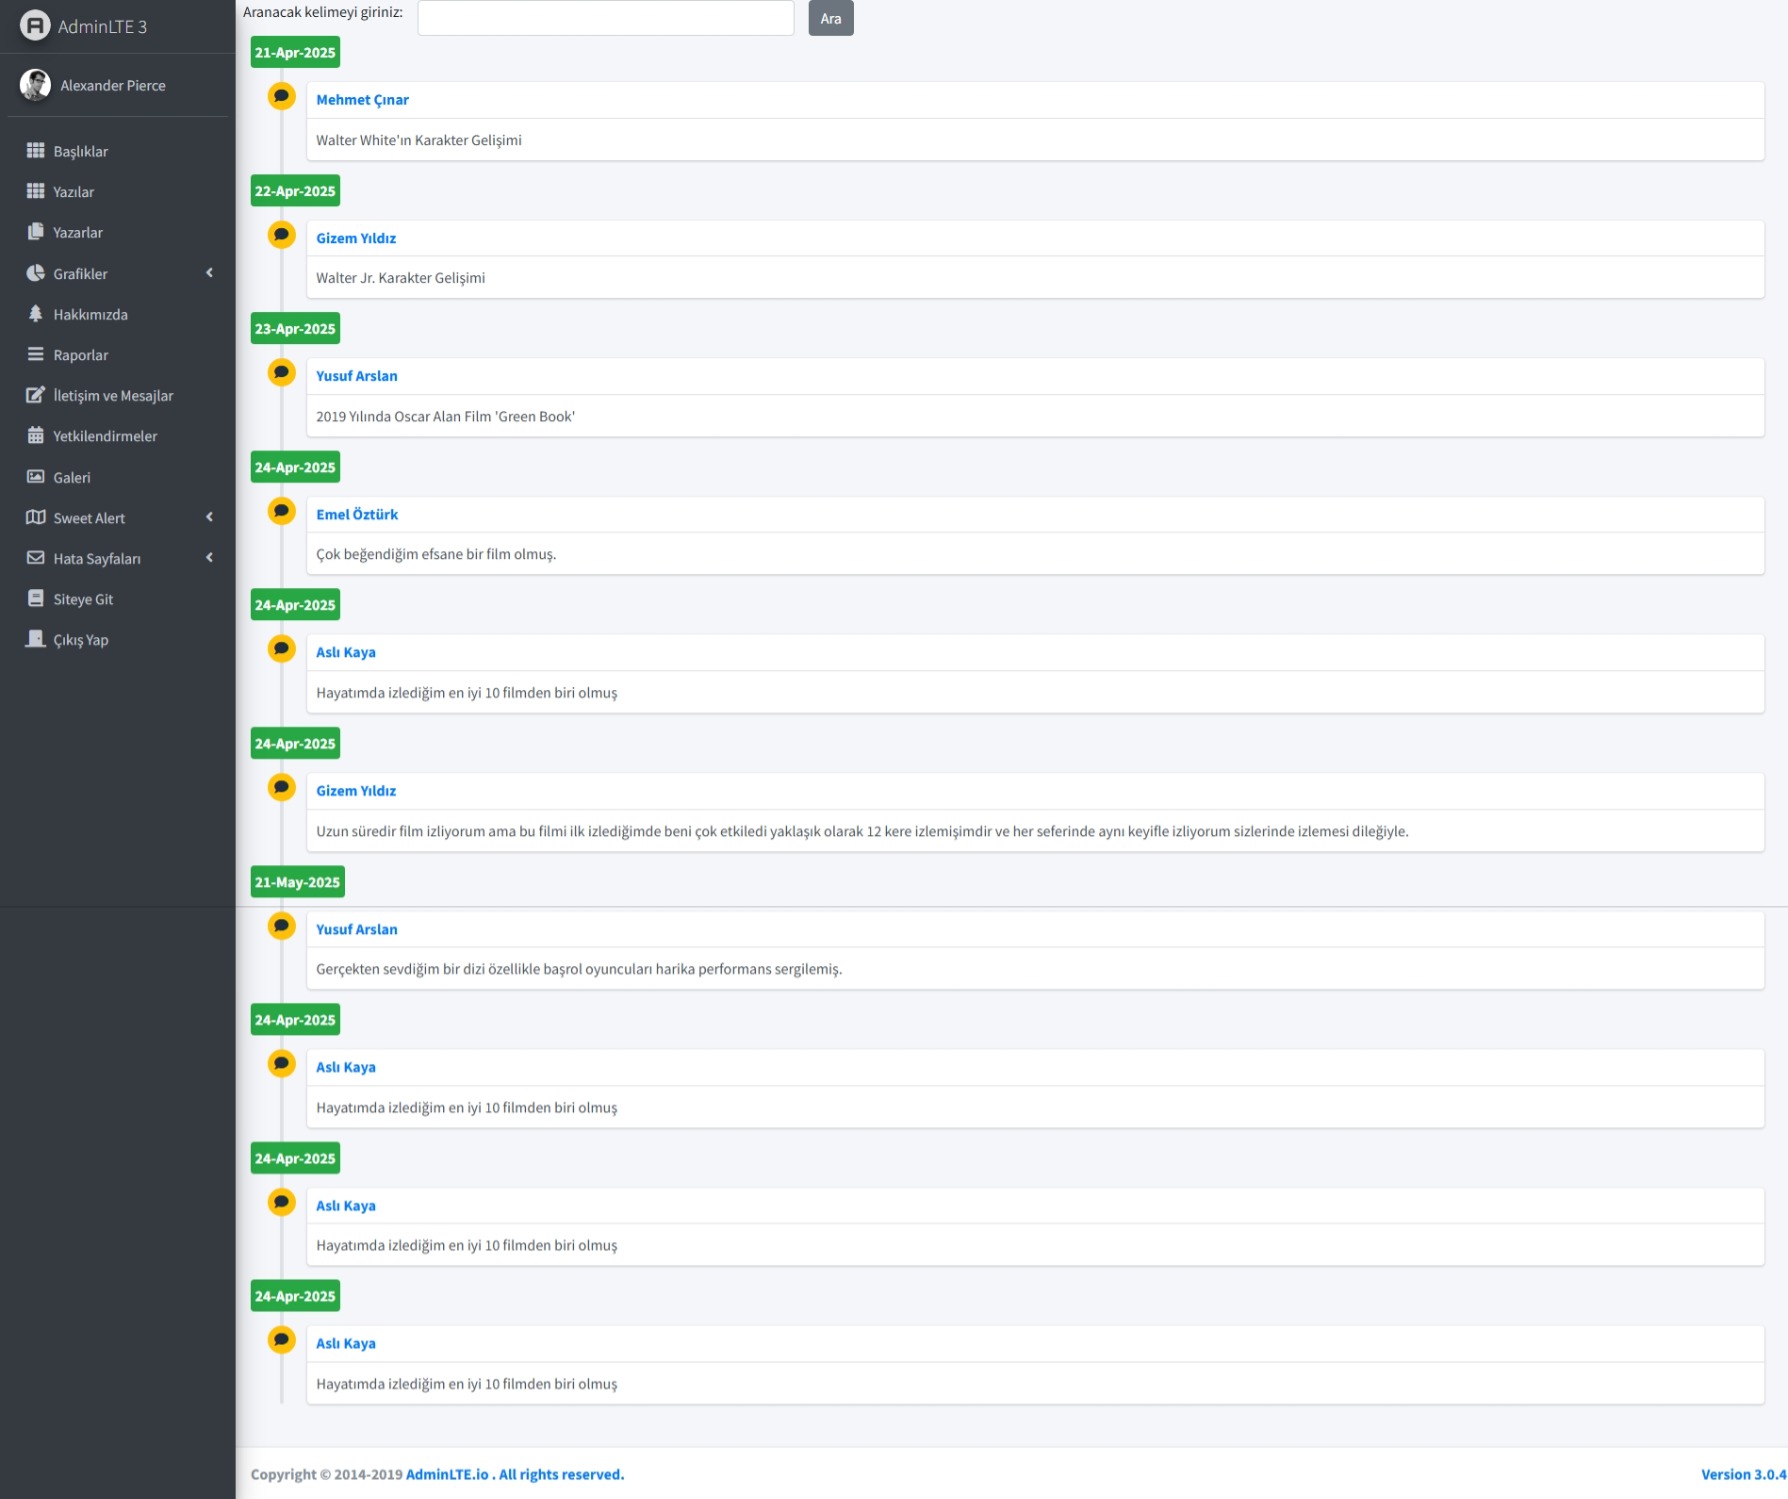 AdminLTE 3
Alexander Pierce
Başlıklar
Yazılar
Yazarlar
Grafikler
Hakkımızda
Raporlar
İletişim ve Mesajlar
Yetkilendirmeler
Galeri
Sweet Alert
Hata Sayfaları
Siteye Git
Çıkış Yap
Aranacak kelimeyi giriniz:
Ara
21-Apr-2025
Mehmet Çınar
Walter White'ın Karakter Gelişimi
22-Apr-2025
Gizem Yıldız
Walter Jr. Karakter Gelişimi
23-Apr-2025
Yusuf Arslan
2019 Yılında Oscar Alan Film 'Green Book'
24-Apr-2025
Emel Öztürk
Çok beğendiğim efsane bir film olmuş.
24-Apr-2025
Aslı Kaya
Hayatımda izlediğim en iyi 10 filmden biri olmuş
24-Apr-2025
Gizem Yıldız
Uzun süredir film izliyorum ama bu filmi ilk izlediğimde beni çok etkiledi yaklaşık olarak 12 kere izlemişimdir ve her seferinde aynı keyifle izliyorum sizlerinde izlemesi dileğiyle.
21-May-2025
Yusuf Arslan
Gerçekten sevdiğim bir dizi özellikle başrol oyuncuları harika performans sergilemiş.
24-Apr-2025
Aslı Kaya
Hayatımda izlediğim en iyi 10 filmden biri olmuş
24-Apr-2025
Aslı Kaya
Hayatımda izlediğim en iyi 10 filmden biri olmuş
24-Apr-2025
Aslı Kaya
Hayatımda izlediğim en iyi 10 filmden biri olmuş
Copyright © 2014-2019 AdminLTE.io . All rights reserved.
Version 3.0.4